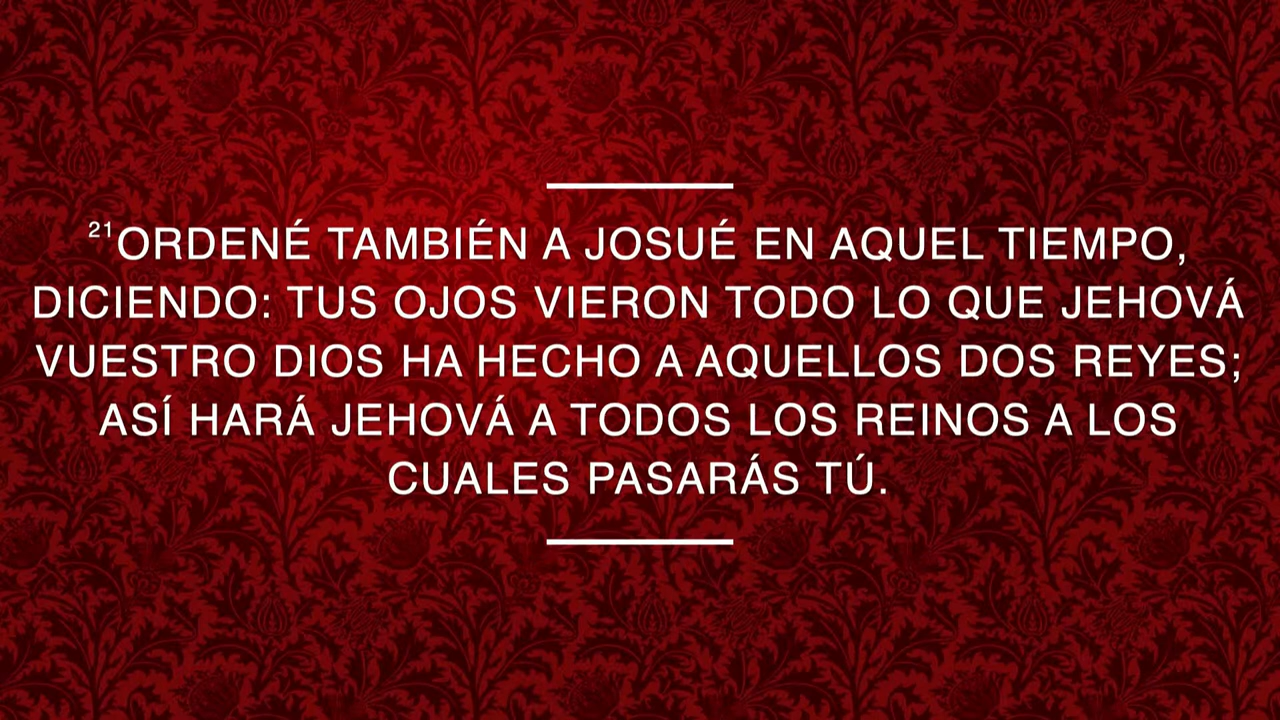 21ORDENÉ TAMBIÉN A JOSUÉ EN AQUEL TIEMPO,
DICIENDO: TUS OJOS VIERON TODO LO QUE JEHOVÁ
VUESTRO DIOS HA HECHO A AQUELLOS DOS REYES;
ASÍ HARÁ JEHOVÁ A TODOS LOS REINOS A LOS
CUALES PASARÁS TÚ.